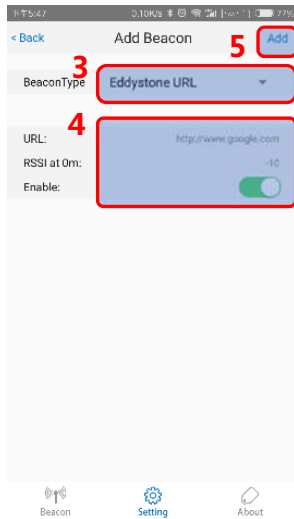 下午5:47 0.10K/s 77%
< Back Add Beacon 5 Add
3
BeaconType Eddystone URL
4
URL: http://www.google.com
RSSI at 0m: -10
Enable:
Beacon Setting About